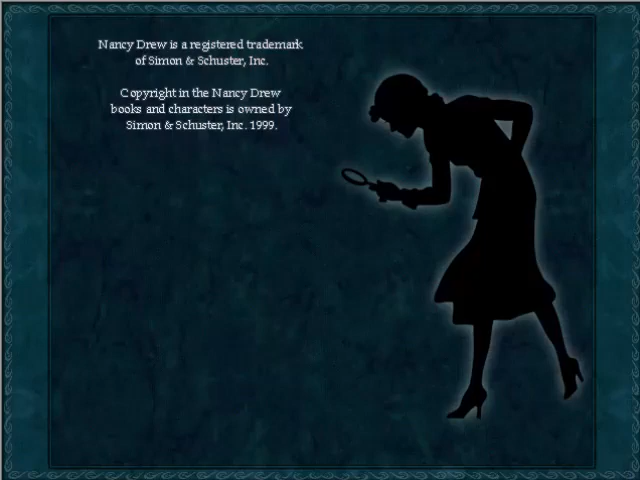 Nancy Drew is a registered trademark
of Simon & Schuster, Inc.
Copyright in the Nancy Drew
books and characters is owned by
Simon & Schuster, Inc. 1999.